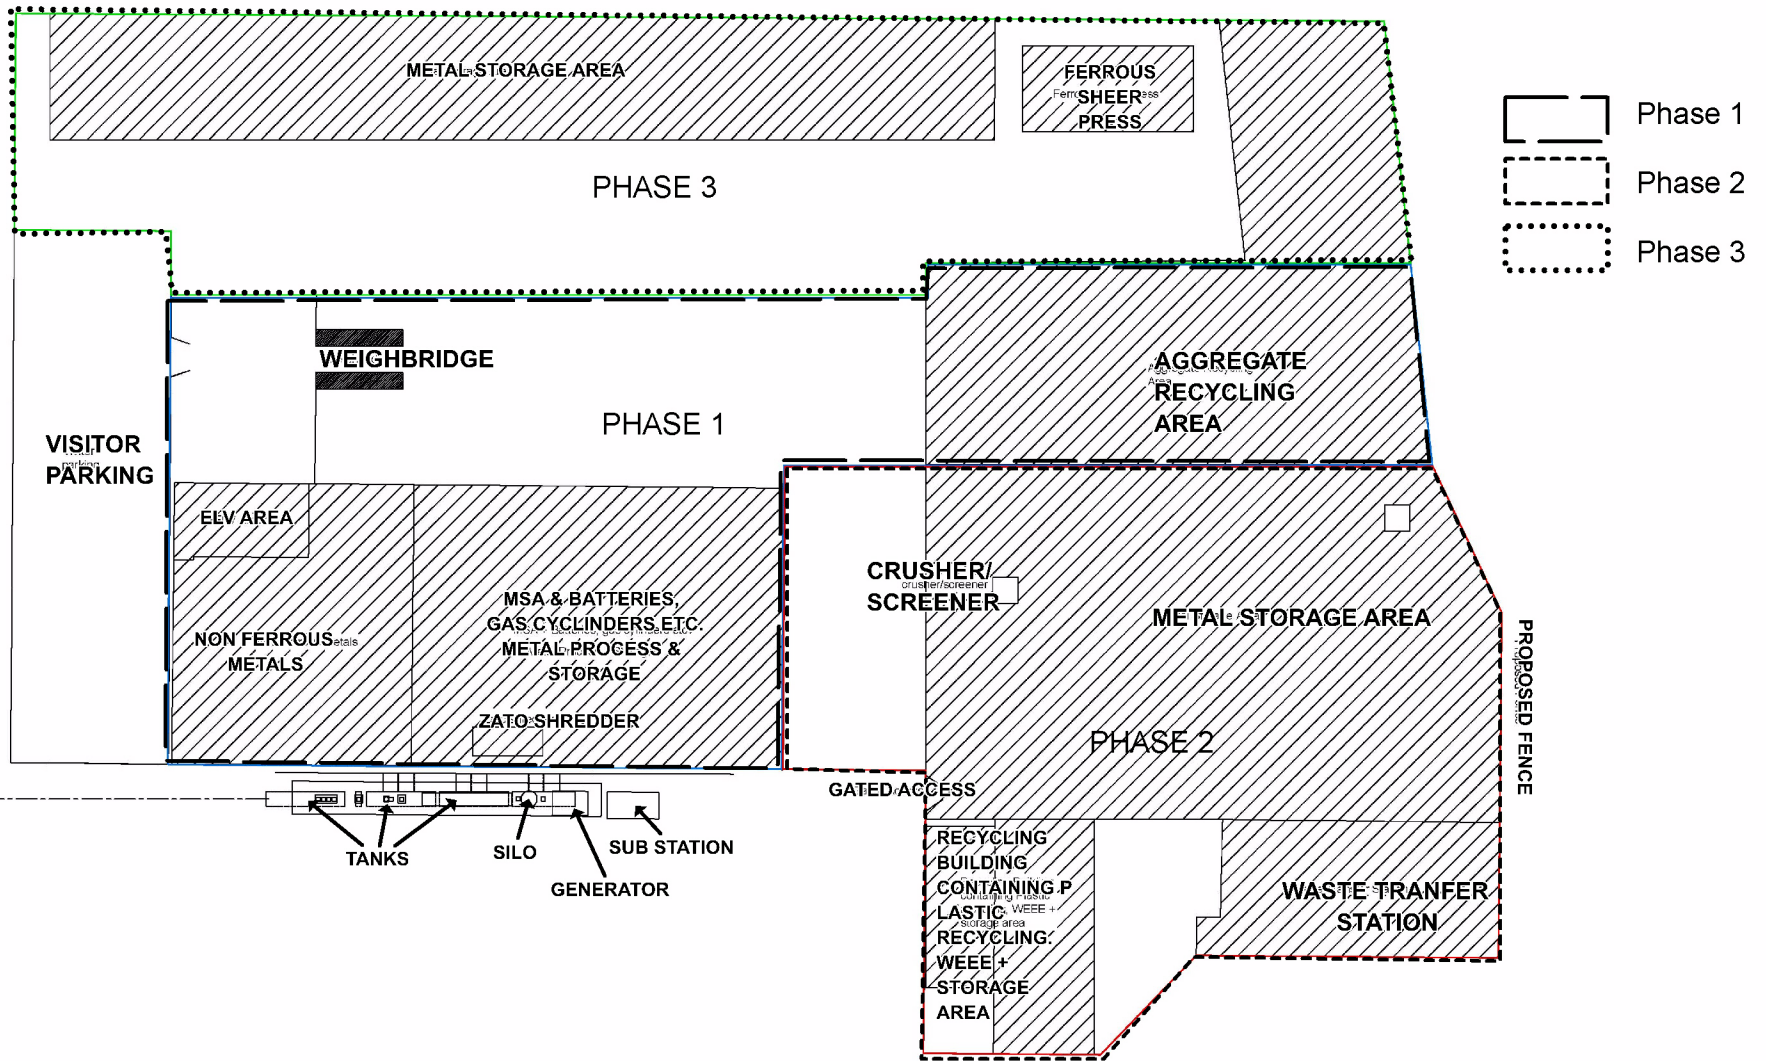 METAL STORAGE AREA
FERROUS
SHEER
PRESS
Phase 1
Phase 2
Phase 3
PHASE 3
WEIGHBRIDGE
AGGREGATE
RECYCLING
AREA
PHASE 1
VISITOR
PARKING
ELV AREA
CRUSHER/
SCREENER
crusher/screener
MSA & BATTERIES,
GAS CYCLINDERS ETC.
METAL PROCESS &
STORAGE
NON FERROUS
METALS
METAL STORAGE AREA
PROPOSED FENCE
ZATO SHREDDER
PHASE 2
GATED ACCESS
TANKS
SILO
SUB STATION
GENERATOR
RECYCLING
BUILDING
CONTAINING P
LASTIC
RECYCLING.
WEEE +
STORAGE
AREA
WASTE TRANFER
STATION